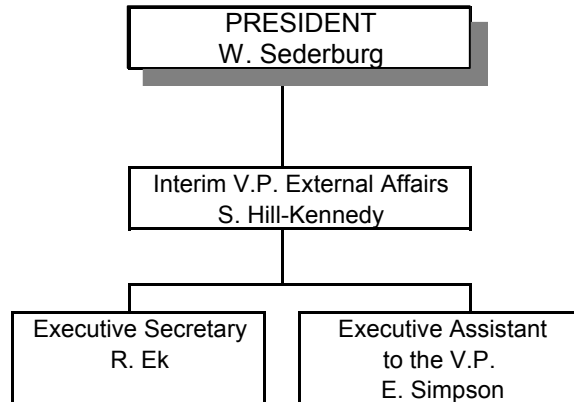 PRESIDENT
W. Sederburg
Interim V.P. External Affairs
S. Hill-Kennedy
Executive Secretary
R. Ek
Executive Assistant
to the V.P.
E. Simpson